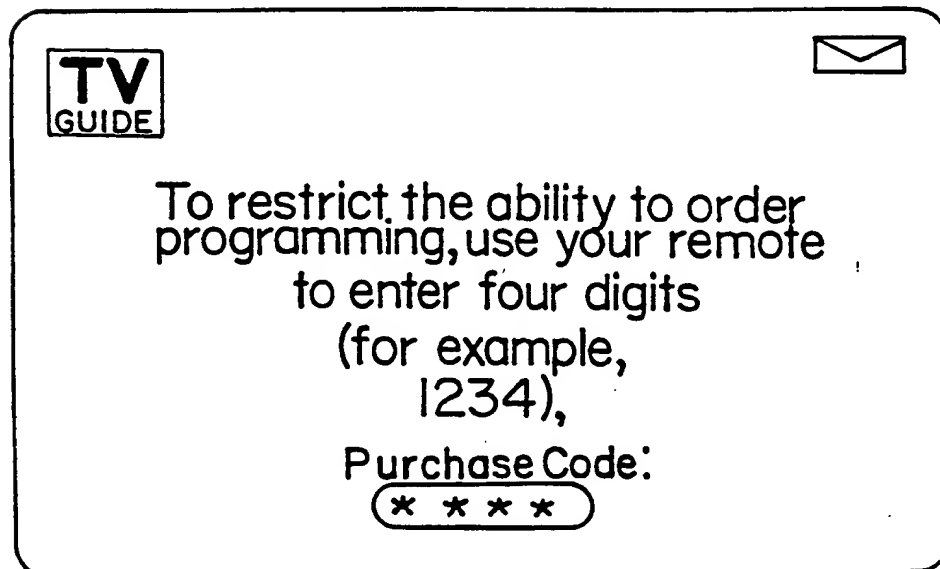 TV
GUIDE
To restrict the ability to order
programming, use your remote
to enter four digits
(for example,
1234),
Purchase Code:
* * * *